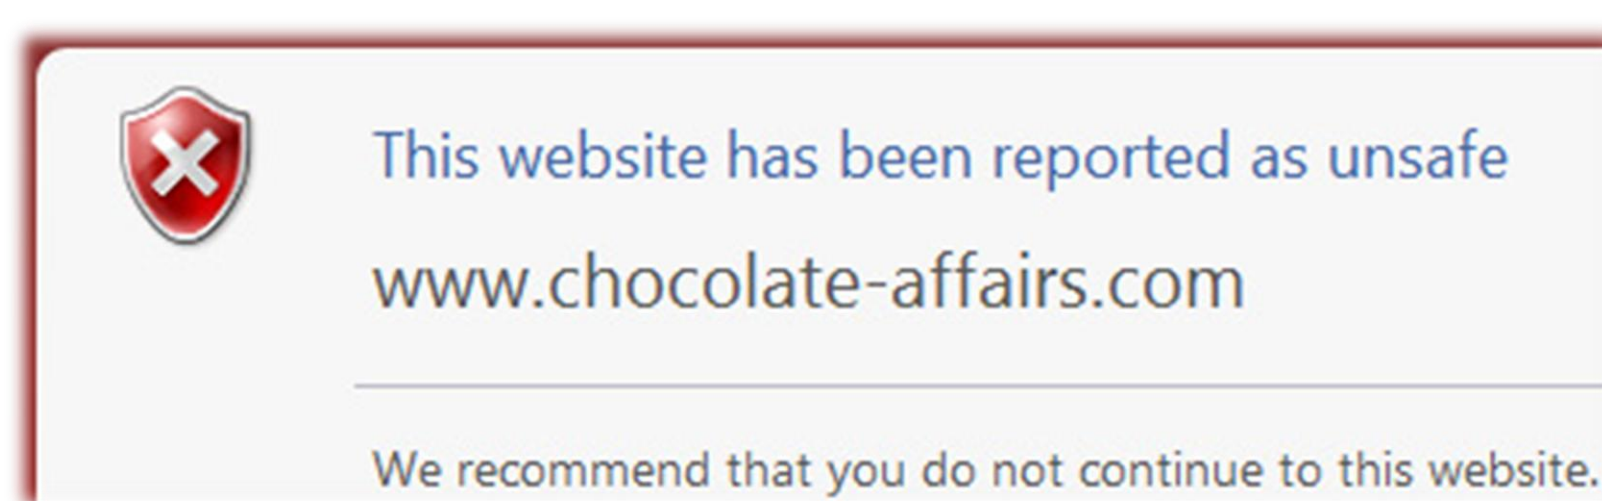 This website has been reported as unsafe
www.chocolate-affairs.com
We recommend that you do not continue to this website.